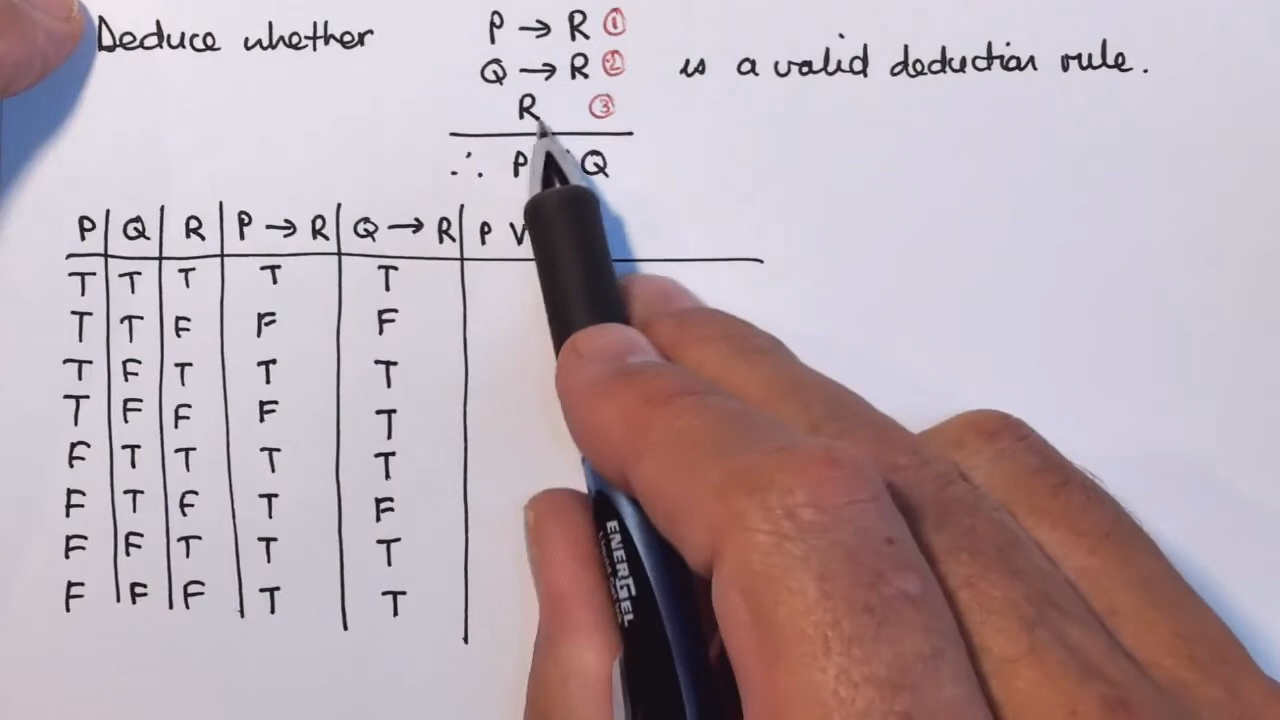 Deduce whether P → R ① is a valid deduction rule.
Q → R ②
R ③
∴ P Q
P Q R P → R Q → R P V
T T T T T
T T F F F
T F T T T
T F F F T
F T T T T
F T F T F
F F T T T
F F F T T
ENERGEL